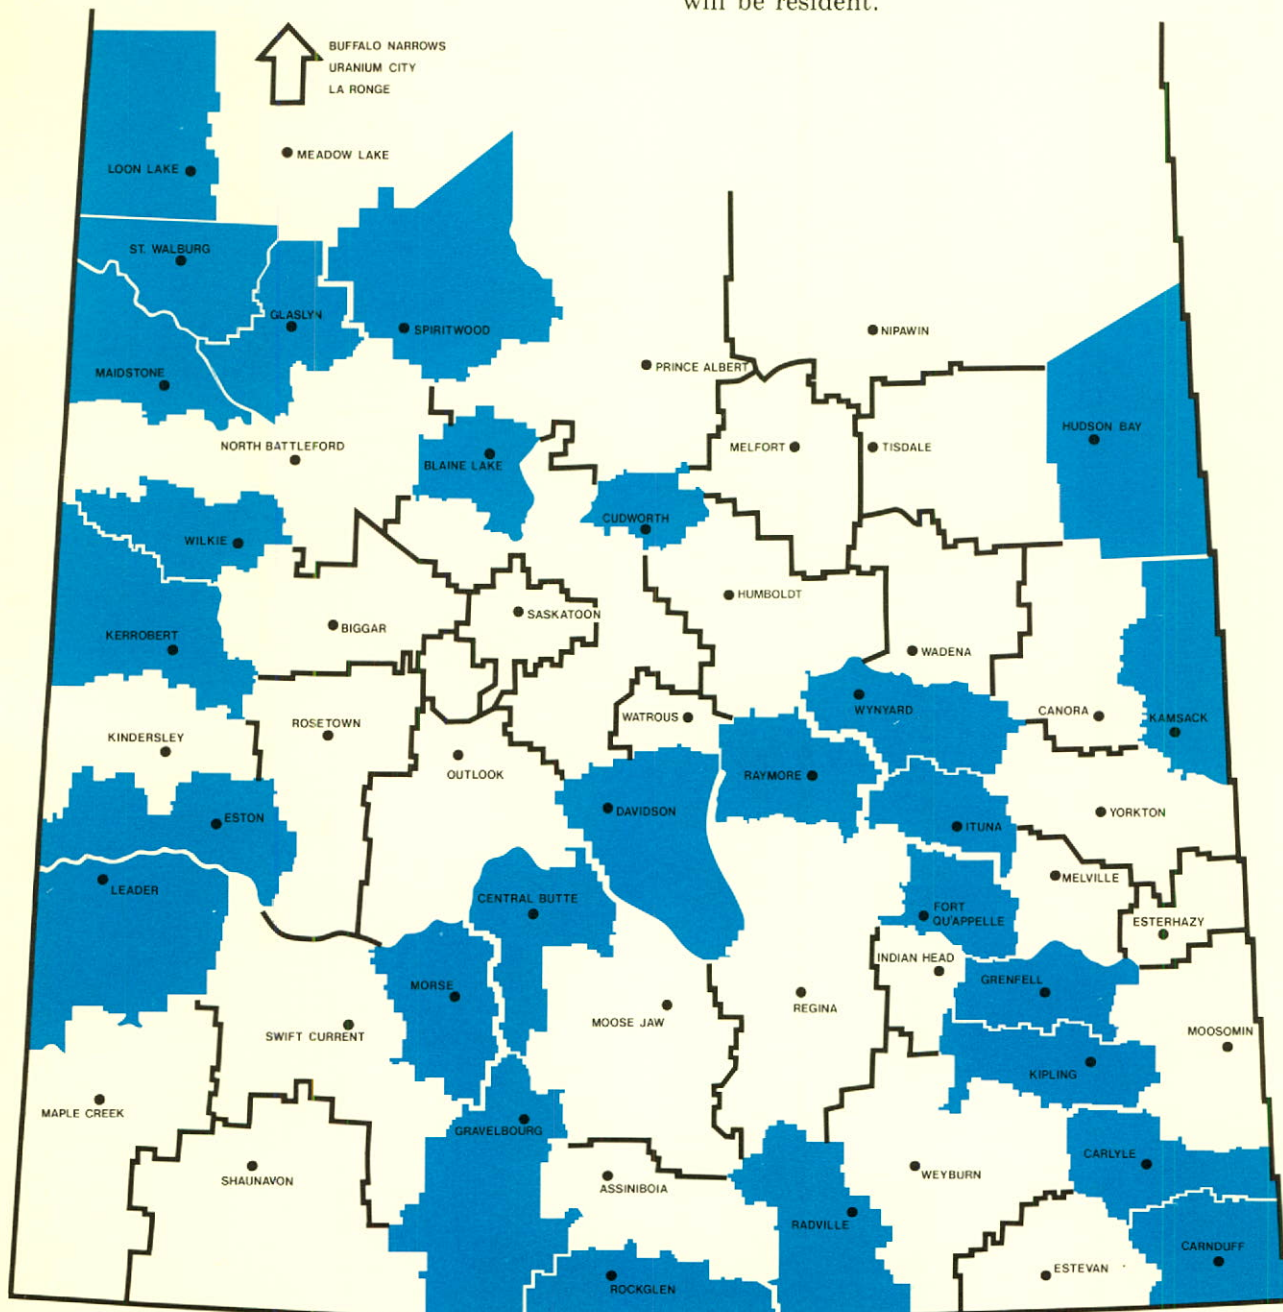 will be resident.
BUFFALO NARROWS
URANIUM CITY
LA RONGE
MEADOW LAKE
LOON LAKE
ST. WALBURG
GLASLYN
SPIRITWOOD
NIPAWIN
PRINCE ALBERT
MAIDSTONE
HUDSON BAY
NORTH BATTLEFORD
MELFORT
TISDALE
BLAINE LAKE
CUDWORTH
WILKIE
HUMBOLDT
SASKATOON
BIGGAR
KERROBERT
WADENA
WYNYARD
CANORA
WATROUS
KAMSACK
ROSETOWN
KINDERSLEY
OUTLOOK
RAYMORE
DAVIDSON
YORKTON
ESTON
ITUNA
MELVILLE
LEADER
CENTRAL BUTTE
FORT
QU'APPELLE
ESTERHAZY
INDIAN HEAD
GRENFELL
MORSE
REGINA
MOOSE JAW
MOOSOMIN
SWIFT CURRENT
KIPLING
MAPLE CREEK
GRAVELBOURG
CARLYLE
WEYBURN
SHAUNAVON
ASSINIBOIA
RADVILLE
CARNDUFF
ESTEVAN
ROCKGLEN